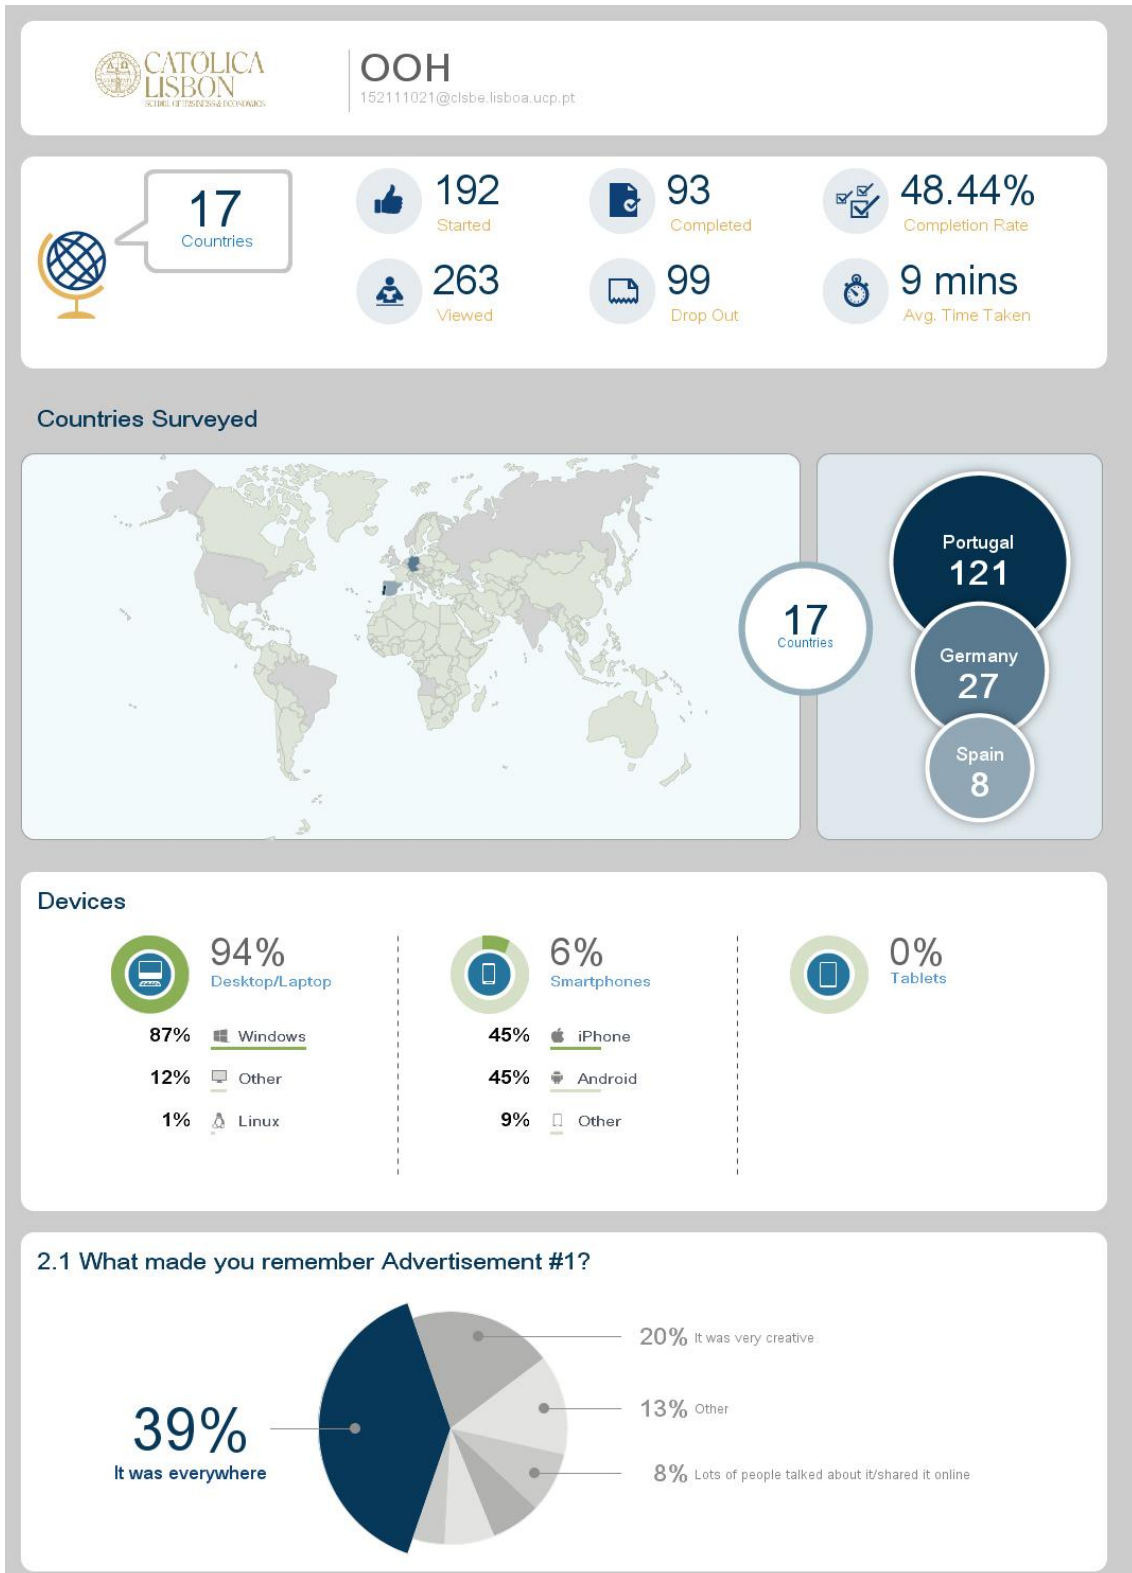 CATÓLICA
LISBON
SCHOOL OF BUSINESS & ECONOMICS
OOH
152111021@clsbe.lisboa.ucp.pt
17
Countries
192
Started
93
Completed
48.44%
Completion Rate
263
Viewed
99
Drop Out
9 mins
Avg. Time Taken
Countries Surveyed
17
Countries
Portugal
121
Germany
27
Spain
8
Devices
94%
Desktop/Laptop
87% Windows
12% Other
1% Linux
6%
Smartphones
45% iPhone
45% Android
9% Other
0%
Tablets
2.1 What made you remember Advertisement #1?
39%
It was everywhere
20% It was very creative
13% Other
8% Lots of people talked about it/shared it online